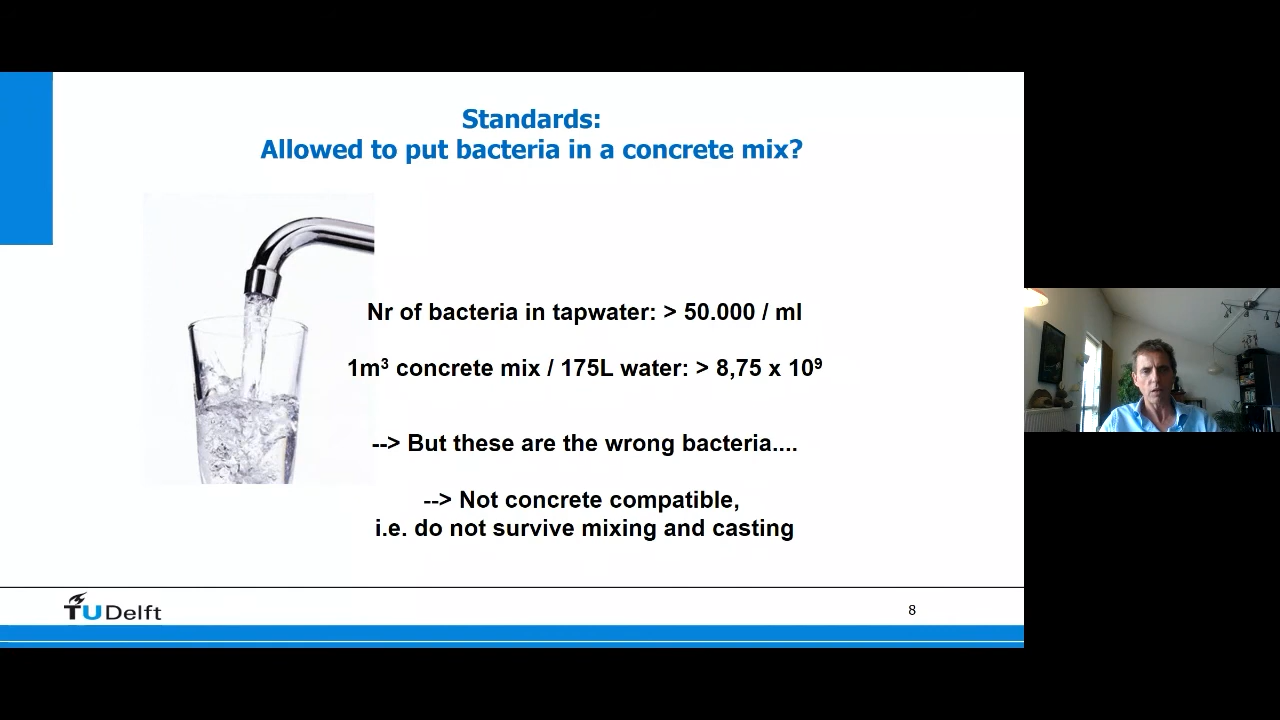 Standards:
Allowed to put bacteria in a concrete mix?
Nr of bacteria in tapwater: > 50.000 / ml
1m³ concrete mix / 175L water: > 8,75 x 10⁹
--> But these are the wrong bacteria....
--> Not concrete compatible,
i.e. do not survive mixing and casting
TU Delft
8